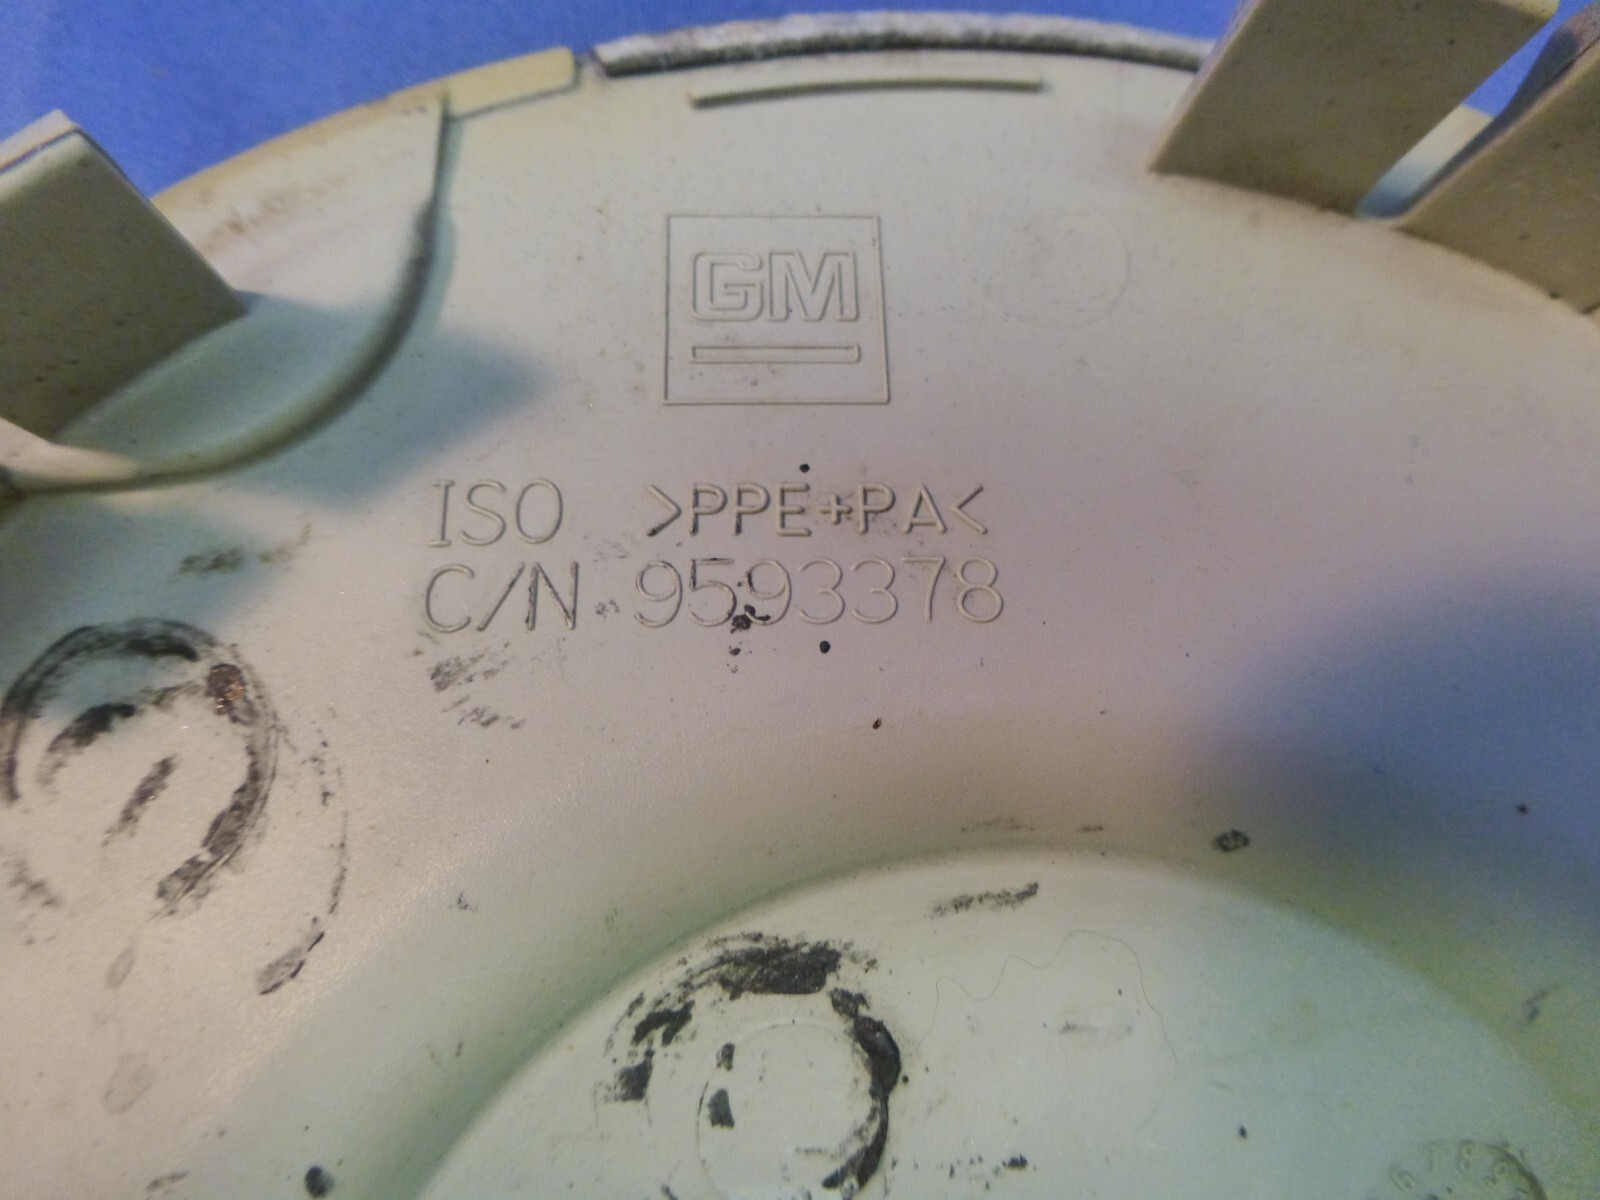 GM
ISO >PPE+PA<
C/N 9593378